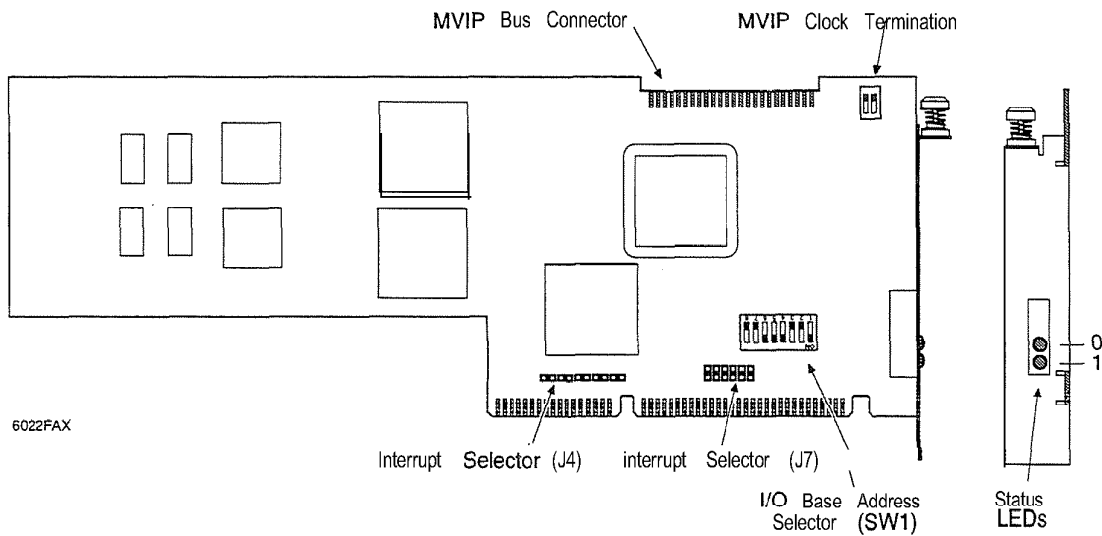 MVIP Bus Connector
MVIP Clock Termination
0
1
6022FAX
Interrupt Selector (J4)
interrupt Selector (J7)
I/O Base Address
Selector (SW1)
Status
LEDs